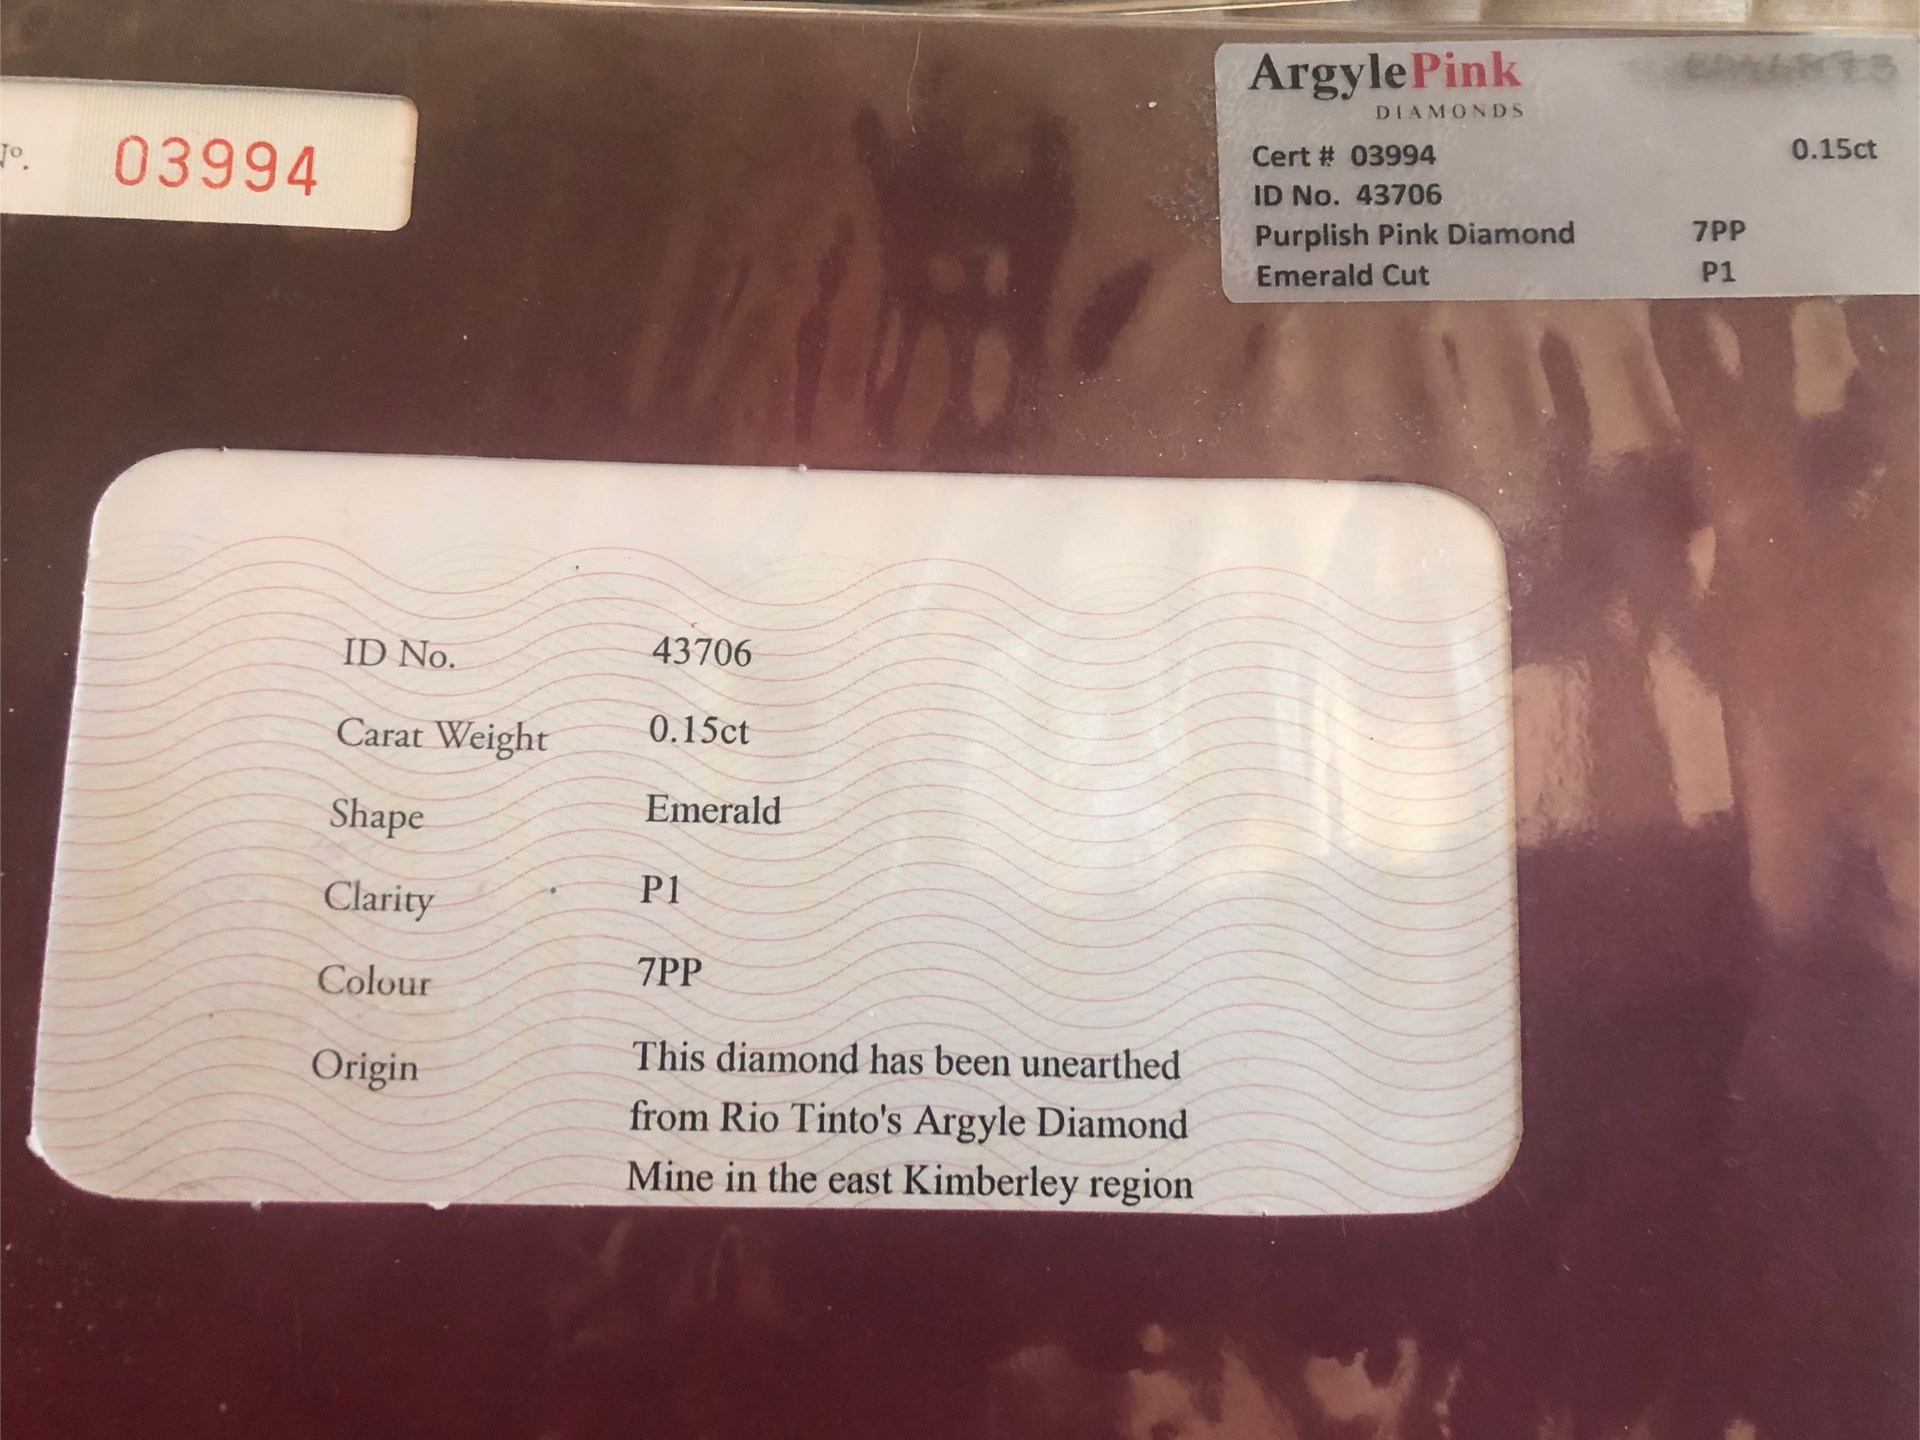 No. 03994
ArgylePink
DIAMONDS
Cert # 03994 0.15ct
ID No. 43706
Purplish Pink Diamond 7PP
Emerald Cut P1
ID No. 43706
Carat Weight 0.15ct
Shape Emerald
Clarity P1
Colour 7PP
Origin This diamond has been unearthed
from Rio Tinto's Argyle Diamond
Mine in the east Kimberley region